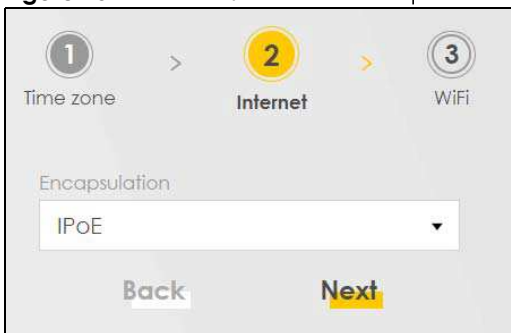 1 > 2 > 3
Time zone Internet WiFi
Encapsulation
IPoE
Back Next